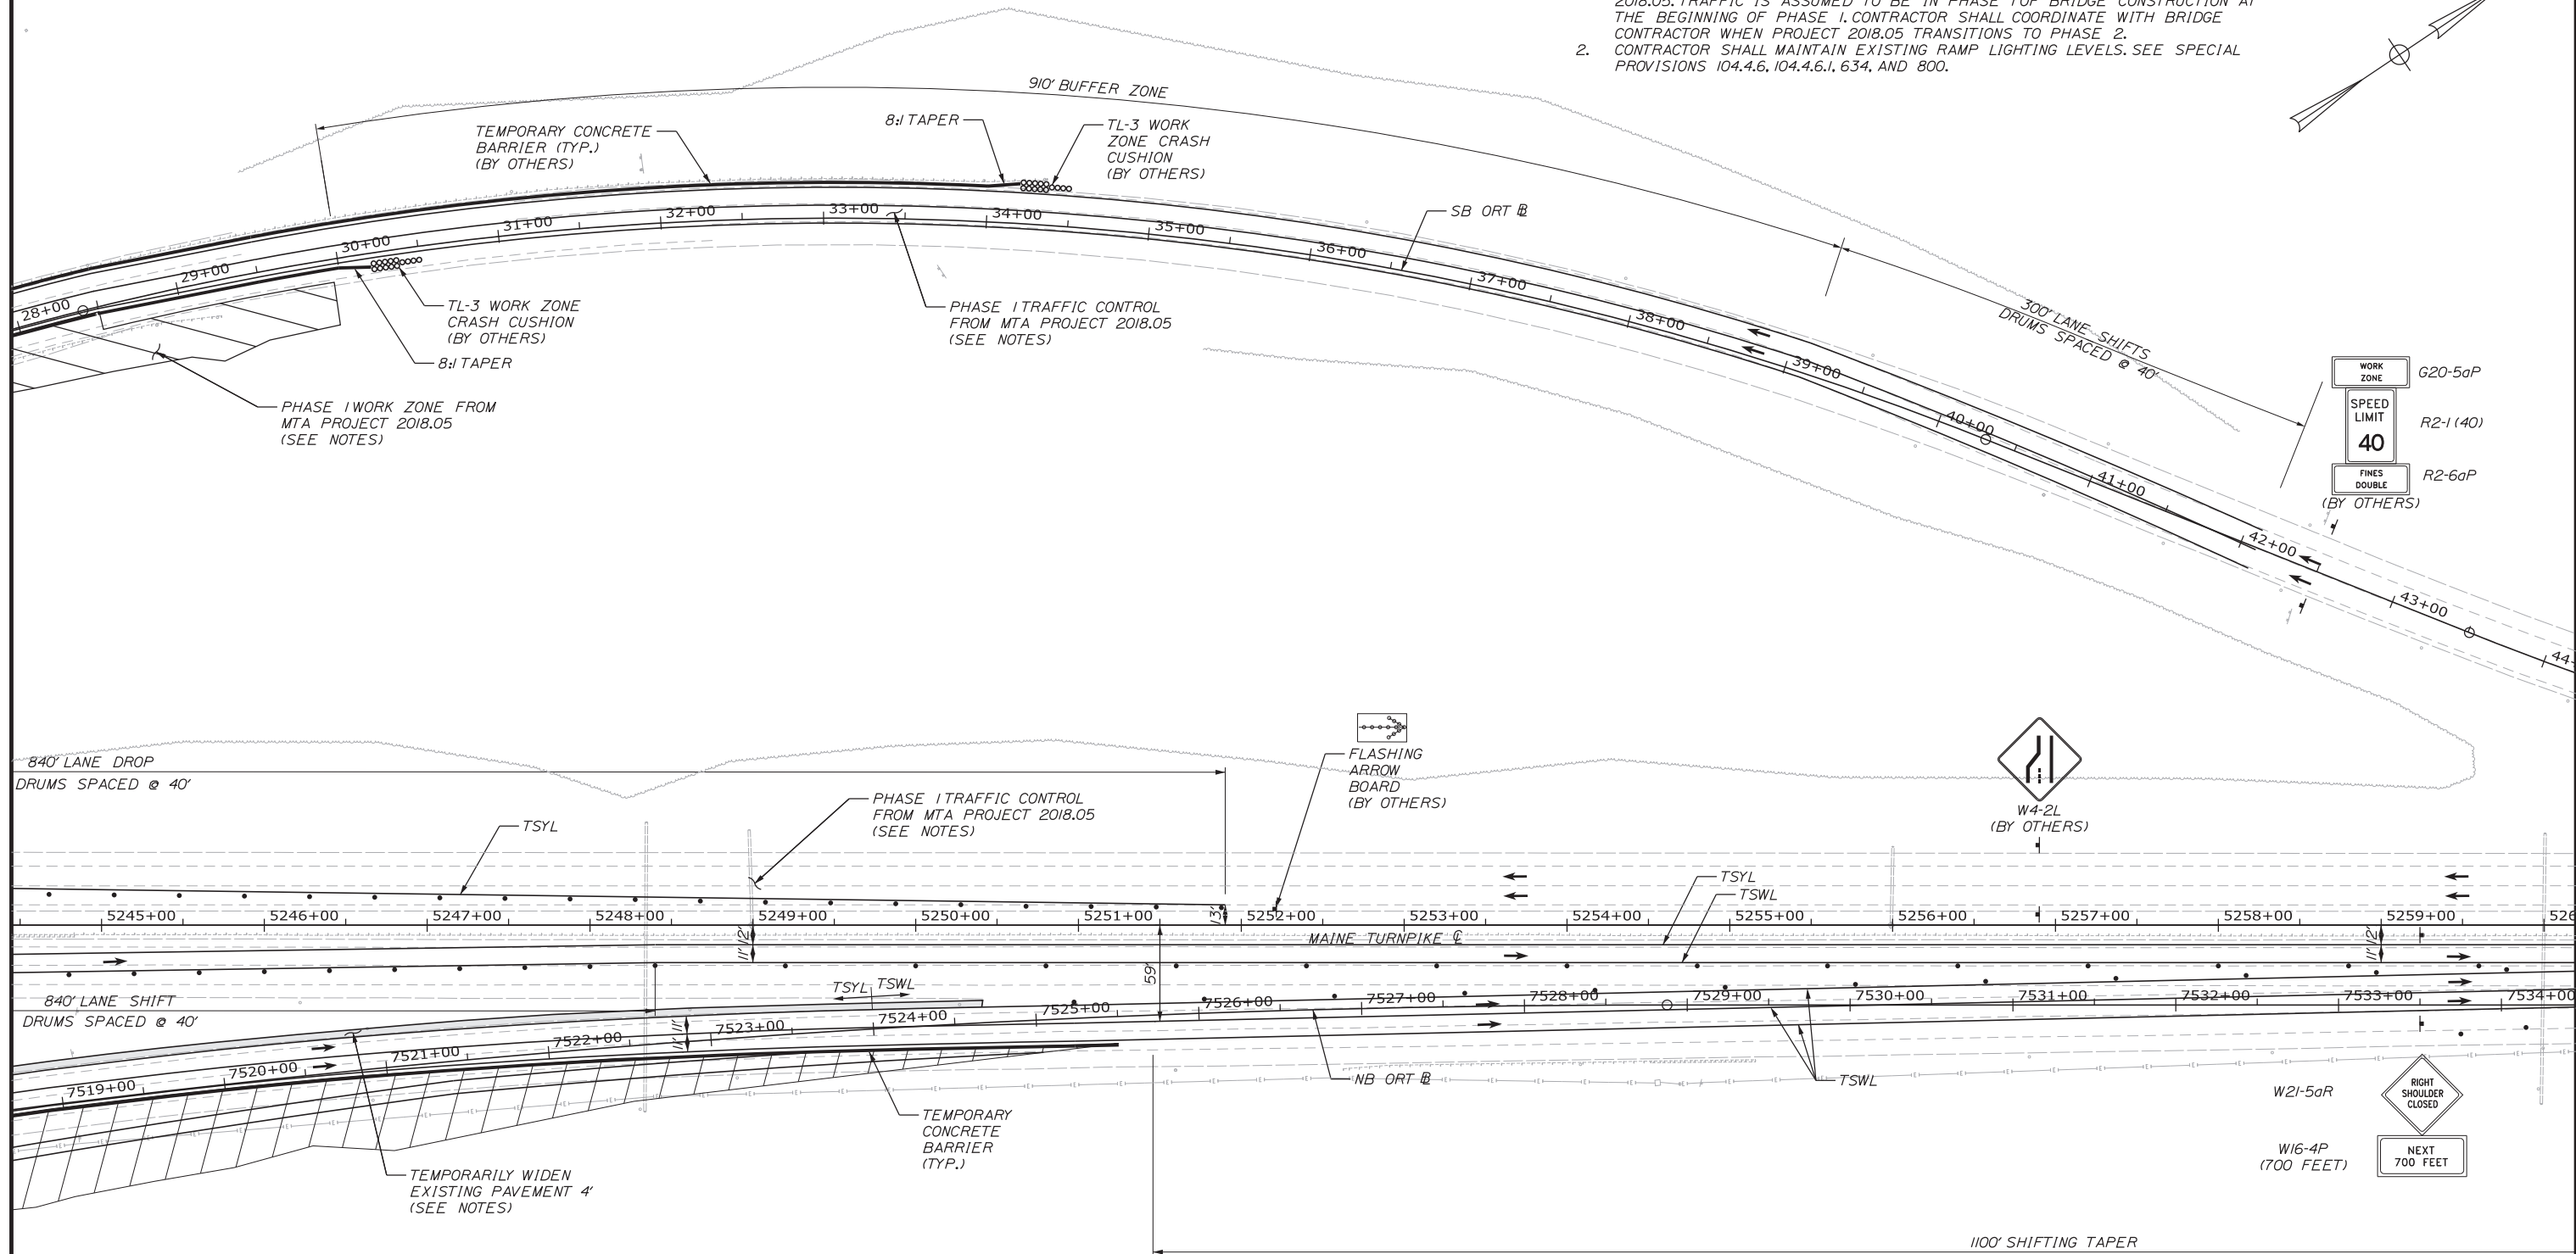 2018.05. TRAFFIC IS ASSUMED TO BE IN PHASE 1 OF BRIDGE CONSTRUCTION AT
THE BEGINNING OF PHASE 1. CONTRACTOR SHALL COORDINATE WITH BRIDGE
CONTRACTOR WHEN PROJECT 2018.05 TRANSITIONS TO PHASE 2.
2. CONTRACTOR SHALL MAINTAIN EXISTING RAMP LIGHTING LEVELS. SEE SPECIAL
PROVISIONS 104.4.6, 104.4.6.1, 634, AND 800.
910' BUFFER ZONE
TEMPORARY CONCRETE
BARRIER (TYP.)
(BY OTHERS)
8:1 TAPER
TL-3 WORK
ZONE CRASH
CUSHION
(BY OTHERS)
SB ORT BL
28+00
29+00
30+00
31+00
32+00
33+00
34+00
35+00
36+00
37+00
38+00
39+00
40+00
41+00
42+00
43+00
44+
TL-3 WORK ZONE
CRASH CUSHION
(BY OTHERS)
8:1 TAPER
PHASE 1 TRAFFIC CONTROL
FROM MTA PROJECT 2018.05
(SEE NOTES)
PHASE 1 WORK ZONE FROM
MTA PROJECT 2018.05
(SEE NOTES)
300' LANE SHIFTS
DRUMS SPACED @ 40'
WORK
ZONE
G20-5aP
SPEED
LIMIT
40
R2-1 (40)
FINES
DOUBLE
R2-6aP
(BY OTHERS)
840' LANE DROP
DRUMS SPACED @ 40'
TSYL
PHASE 1 TRAFFIC CONTROL
FROM MTA PROJECT 2018.05
(SEE NOTES)
FLASHING
ARROW
BOARD
(BY OTHERS)
W4-2L
(BY OTHERS)
TSYL
TSWL
5245+00
5246+00
5247+00
5248+00
5249+00
5250+00
5251+00
5252+00
5253+00
5254+00
5255+00
5256+00
5257+00
5258+00
5259+00
526
13'
11' 12'
MAINE TURNPIKE ℄
11' 12'
59'
840' LANE SHIFT
DRUMS SPACED @ 40'
TSYL TSWL
11' 11'
7519+00
7520+00
7521+00
7522+00
7523+00
7524+00
7525+00
7526+00
7527+00
7528+00
7529+00
7530+00
7531+00
7532+00
7533+00
7534+00
NB ORT BL
TSWL
TEMPORARY
CONCRETE
BARRIER
(TYP.)
TEMPORARILY WIDEN
EXISTING PAVEMENT 4'
(SEE NOTES)
W21-5aR
RIGHT
SHOULDER
CLOSED
W16-4P
(700 FEET)
NEXT
700 FEET
1100' SHIFTING TAPER